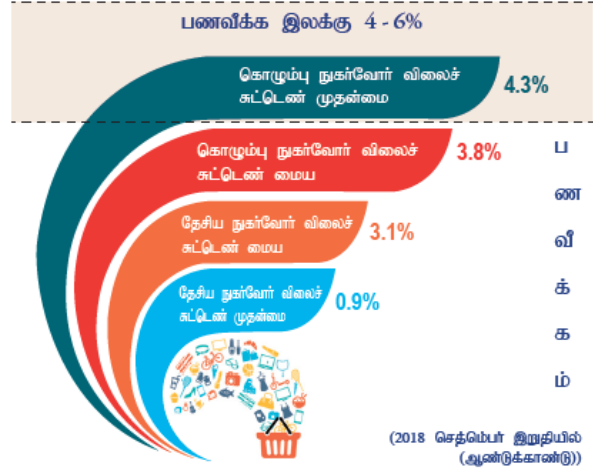 பணவீக்க இலக்கு 4 - 6%
கொழும்பு நுகர்வோர் விலைச்
சுட்டெண் முதன்மை
4.3%
கொழும்பு நுகர்வோர் விலைச்
சுட்டெண் மைய
3.8%
தேசிய நுகர்வோர் விலைச்
சுட்டெண் மைய
3.1%
தேசிய நுகர்வோர் விலைச்
சுட்டெண் முதன்மை
0.9%
ப
ண
வீ
க்
க
ம்
(2018 செத்மெபர் இறுதியில்
(ஆண்டுக்காண்டு))